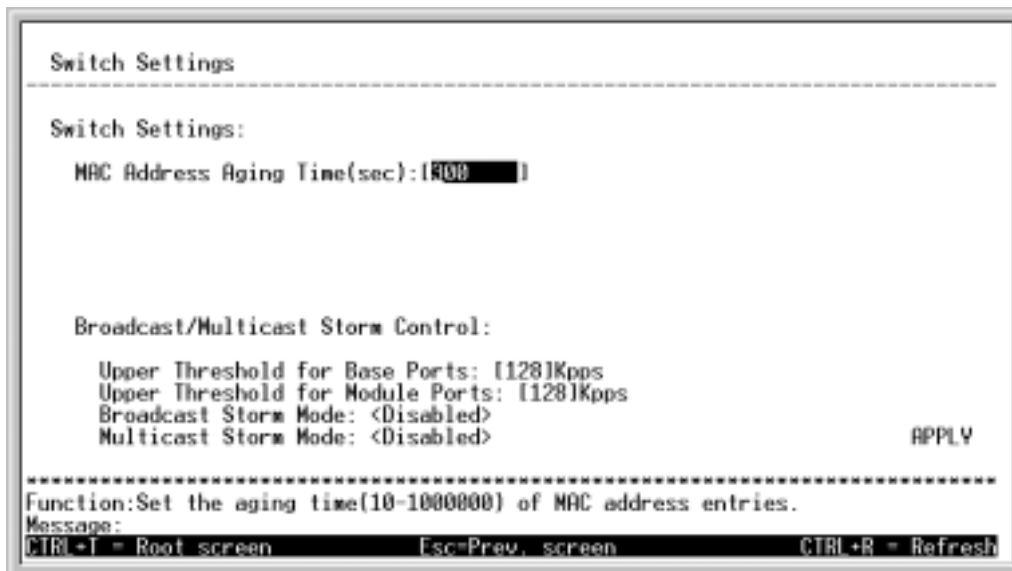 Switch Settings
Switch Settings:
MAC Address Aging Time(sec):[300 ]
Broadcast/Multicast Storm Control:
Upper Threshold for Base Ports: [128]Kpps
Upper Threshold for Module Ports: [128]Kpps
Broadcast Storm Mode: <Disabled>
Multicast Storm Mode: <Disabled> APPLY
Function:Set the aging time(10-1000000) of MAC address entries.
Message:
CTRL+T = Root screen Esc=Prev. screen CTRL+R = Refresh